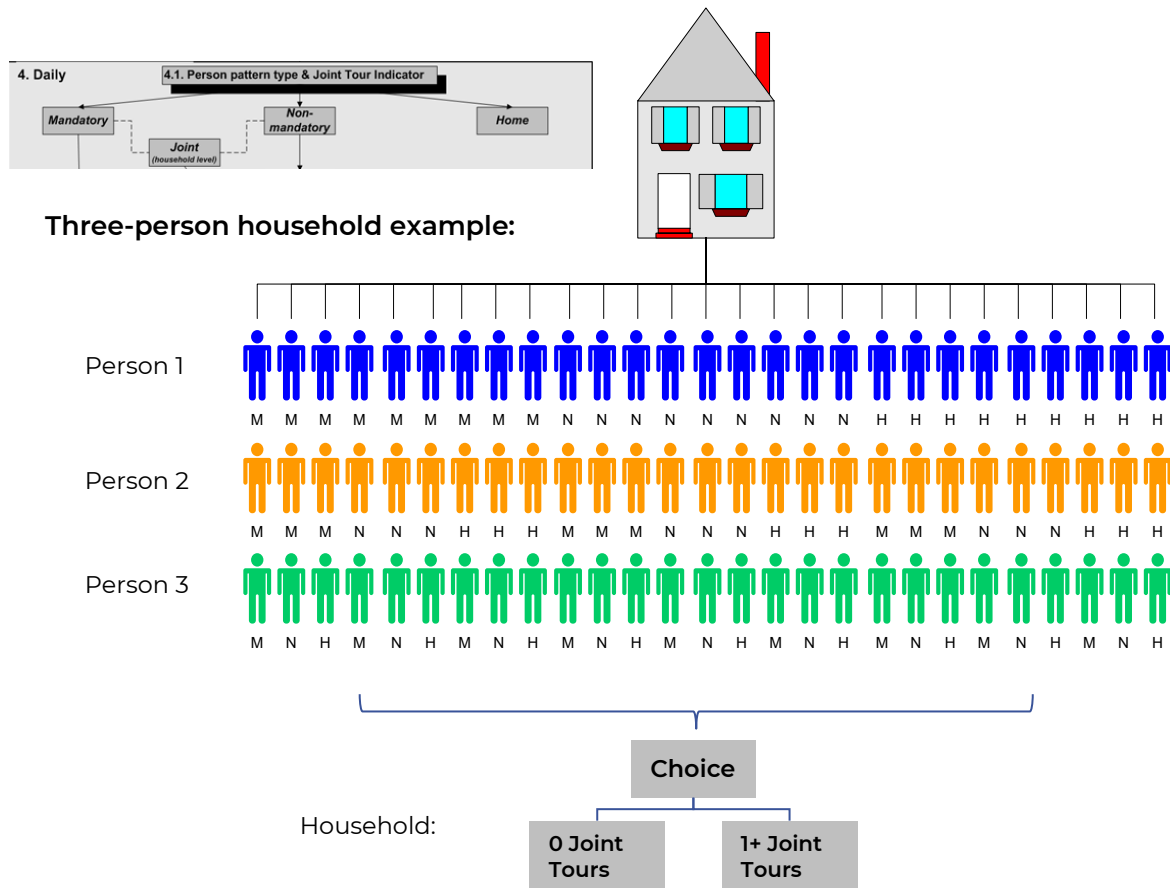 4. Daily
4.1. Person pattern type & Joint Tour Indicator
Mandatory
Non-
mandatory
Home
Joint
(household level)
Three-person household example:
Person 1
M M M M M M M M M N N N N N N N N N H H H H H H H H H
Person 2
M M M N N N H H H M M M N N N H H H M M M N N N H H H
Person 3
M N H M N H M N H M N H M N H M N H M N H M N H M N H
Choice
Household:
0 Joint
Tours
1+ Joint
Tours